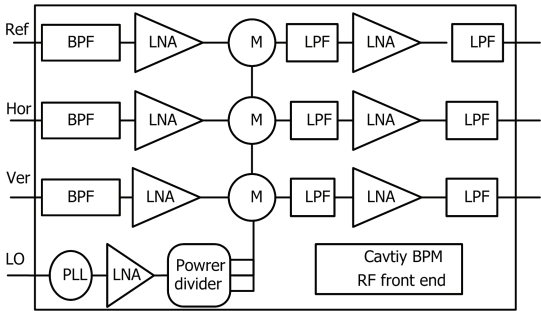 Ref BPF LNA M LPF LNA LPF
Hor BPF LNA M LPF LNA LPF
Ver BPF LNA M LPF LNA LPF
LO PLL LNA Powrer
divider
Cavtiy BPM
RF front end